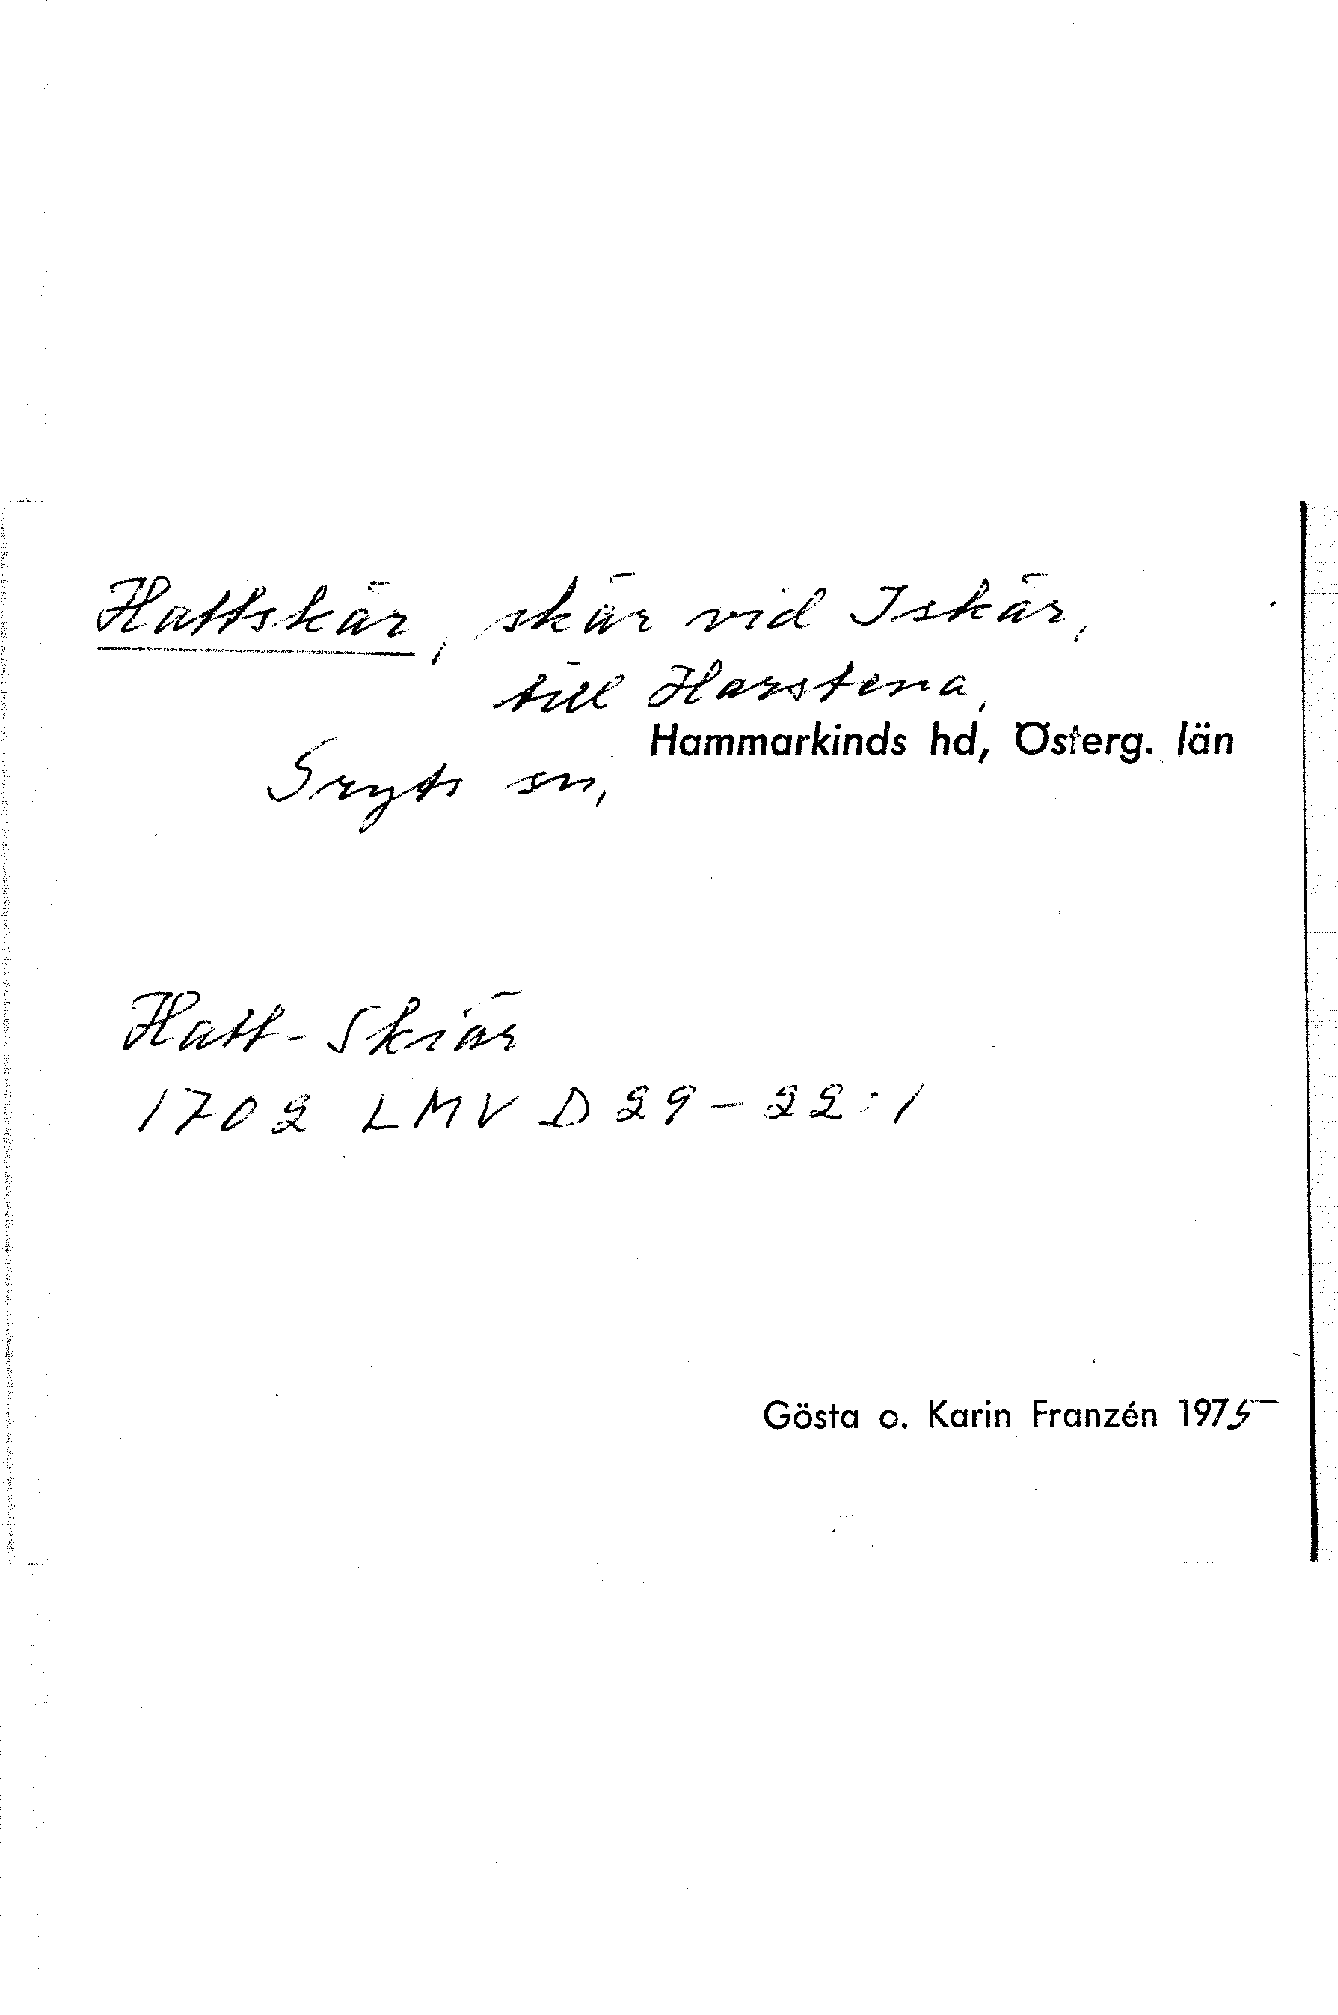 Hattskär, skär vid Iskär,
till Harstena,
Hammarkinds hd, Österg. län
Gryts sn,
Hatt-Skiär
1702 LMV D29-22:1
Gösta o. Karin Franzén 1975